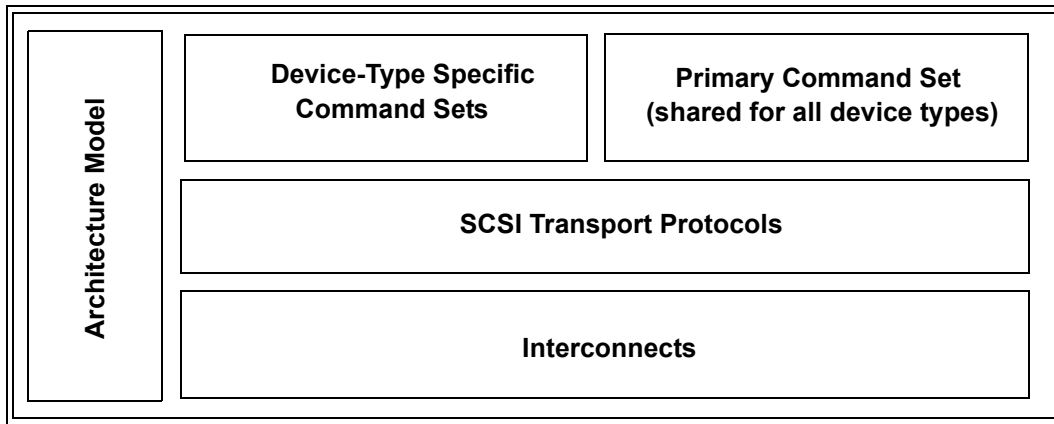 Architecture Model
Device-Type Specific
Command Sets
Primary Command Set
(shared for all device types)
SCSI Transport Protocols
Interconnects